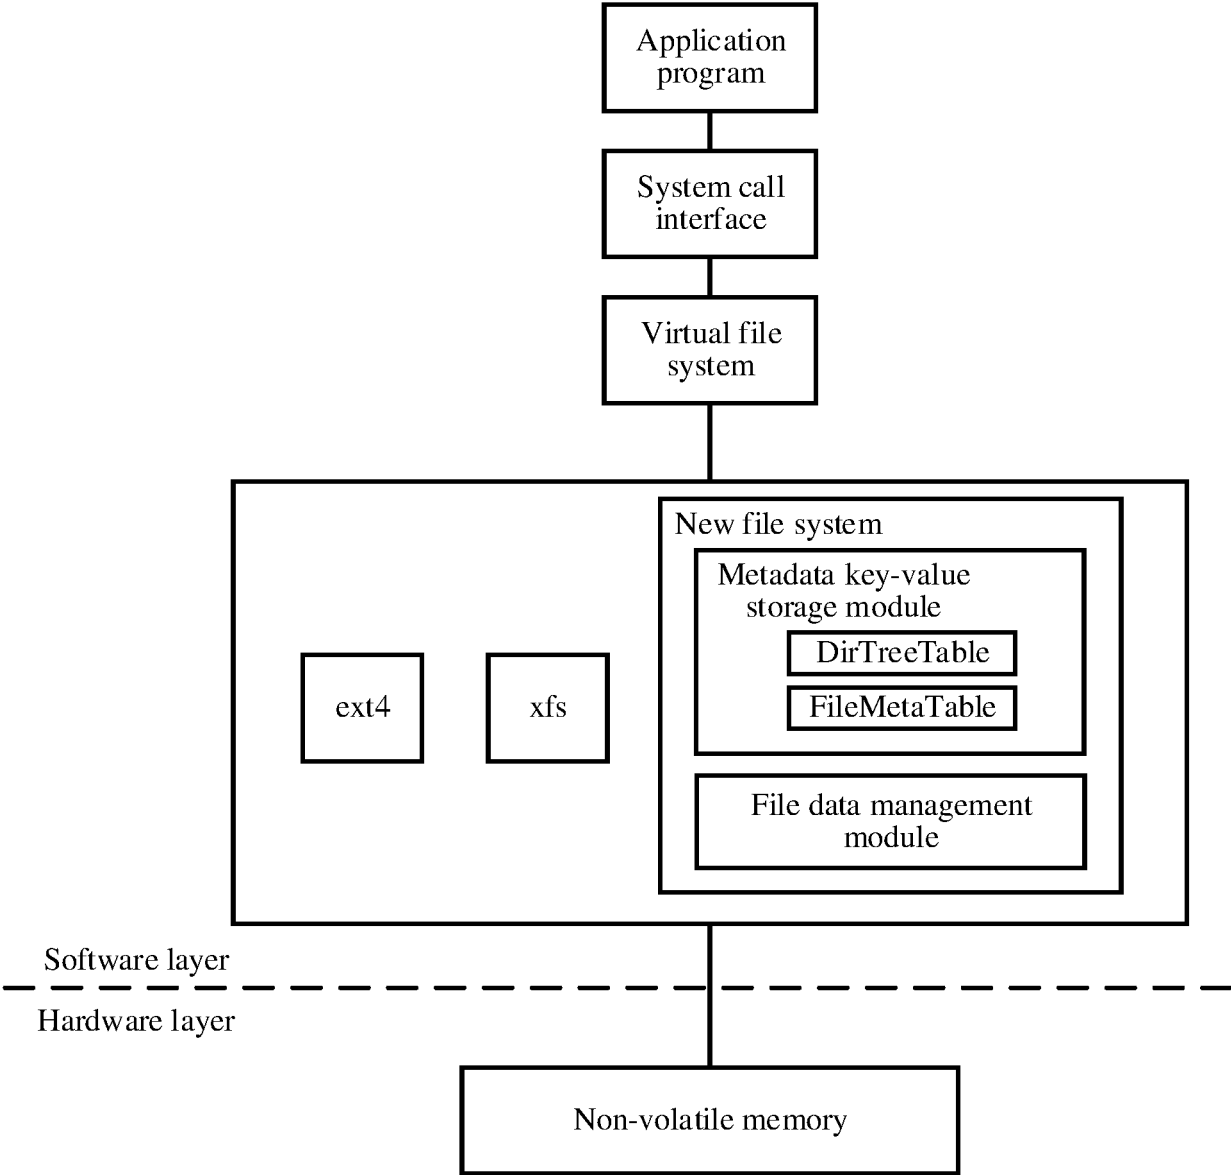 Application
program
System call
interface
Virtual file
system
New file system
Metadata key-value
storage module
DirTreeTable
FileMetaTable
ext4
xfs
File data management
module
Software layer
Hardware layer
Non-volatile memory